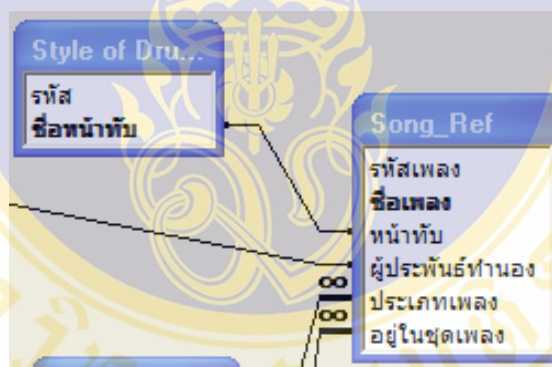 Style of Dru...
รหัส
ชื่อหน้าทับ
Song_Ref
รหัสเพลง
ชื่อเพลง
หน้าทับ
ผู้ประพันธ์ทำนอง
ประเภทเพลง
อยู่ในชุดเพลง
∞
∞